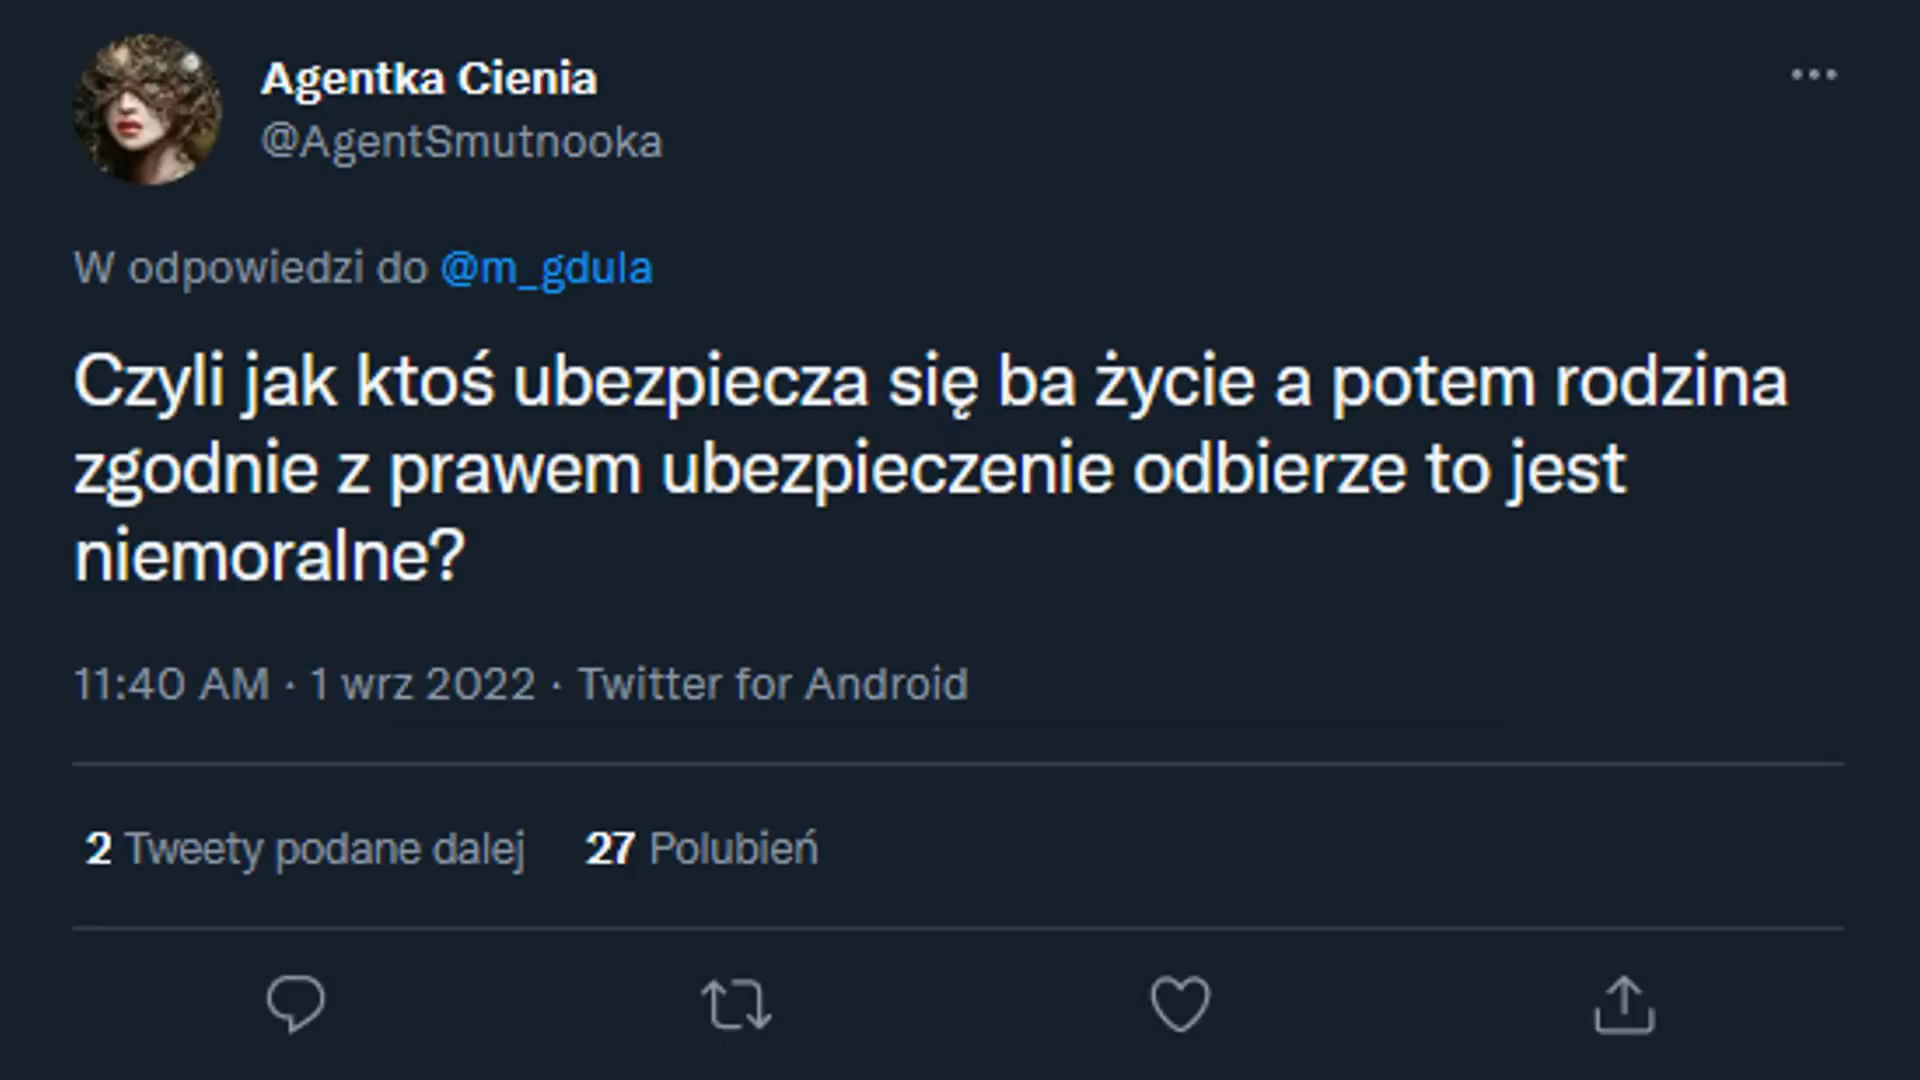 Agentka Cienia
@AgentSmutnooka
W odpowiedzi do @m_gdula
Czyli jak ktoś ubezpiecza się ba życie a potem rodzina
zgodnie z prawem ubezpieczenie odbierze to jest
niemoralne?
11:40 AM · 1 wrz 2022 · Twitter for Android
2 Tweety podane dalej 27 Polubień